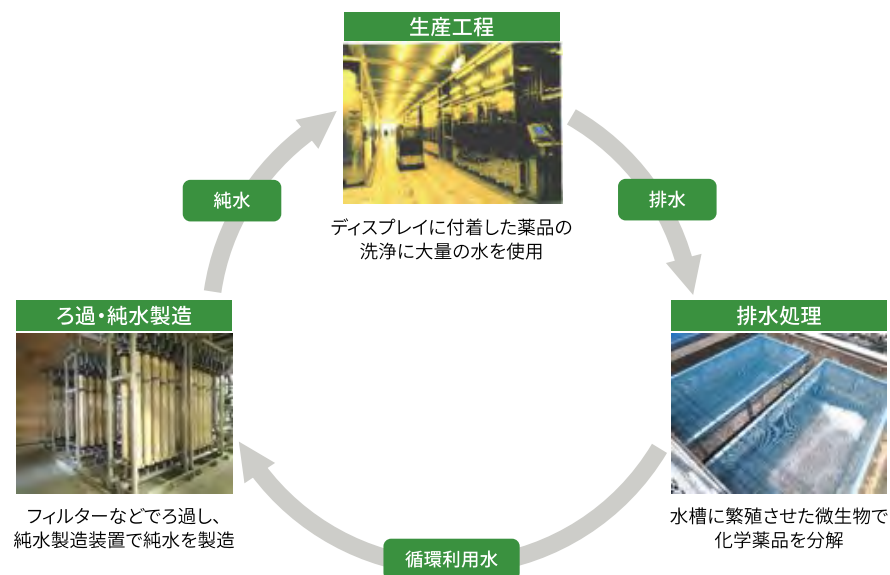 生産工程
ディスプレイに付着した薬品の
洗浄に大量の水を使用
純水
排水
ろ過・純水製造
フィルターなどでろ過し、
純水製造装置で純水を製造
排水処理
水槽に繁殖させた微生物で
化学薬品を分解
循環利用水